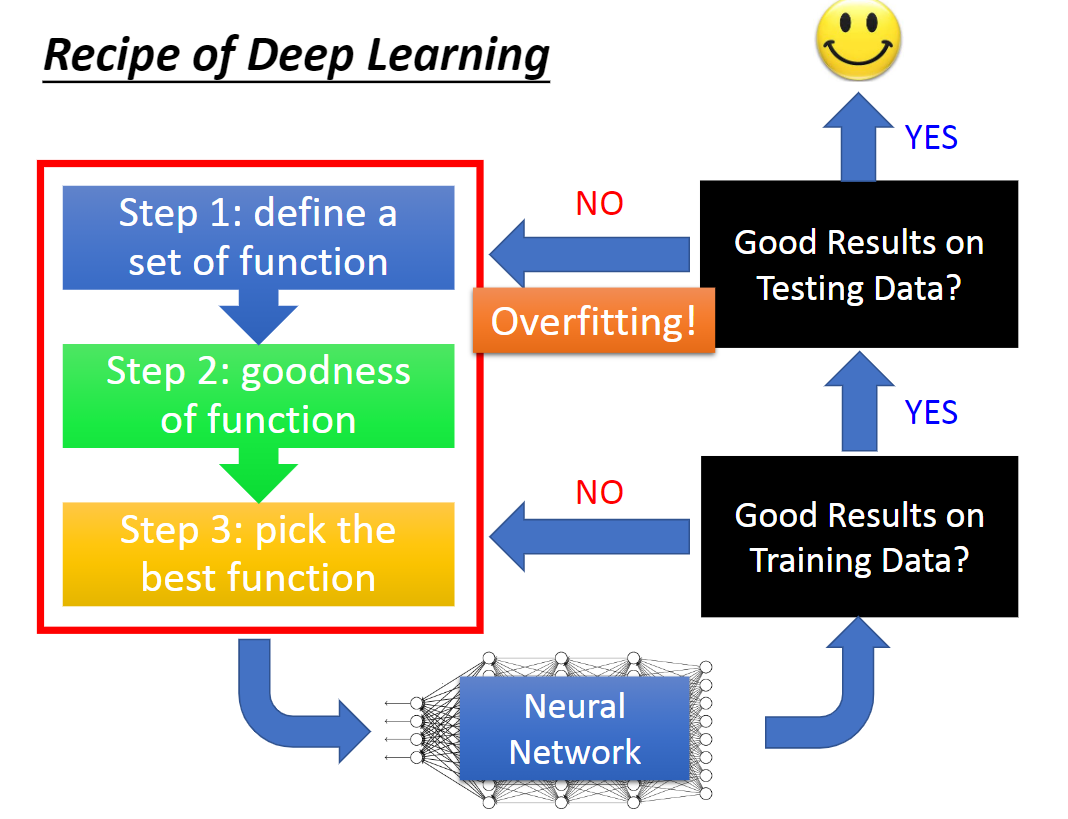 Recipe of Deep Learning
YES
NO
Step 1: define a
set of function
Good Results on
Testing Data?
Overfitting!
Step 2: goodness
of function
YES
NO
Step 3: pick the
best function
Good Results on
Training Data?
Neural
Network